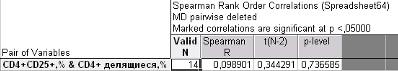 Spearman Rank Order Correlations (Spreadsheet64)
MD pairwise deleted
Marked correlations are significant at p <,05000
Pair of Variables
Valid N
Spearman R
t(N-2)
p-level
CD4+CD25+,% & CD4+ делящиеся,%
14
0,098901
0,344291
0,736585